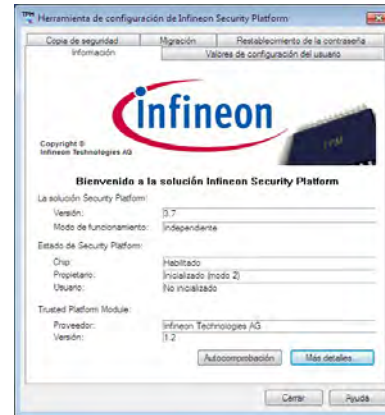 Herramienta de configuración de Infineon Security Platform
Copia de seguridad Migración Restablecimiento de la contraseña
Información Valores de configuración del usuario
infineon
TPM
Copyright ©
Infineon Technologies AG
Bienvenido a la solución Infineon Security Platform
La solución Security Platform:
Versión: 3.7
Modo de funcionamiento: Independiente
Estado de Security Platform:
Chip: Habilitado
Propietario: Inicializado (modo 2)
Usuario: No inicializado
Trusted Platform Module:
Proveedor: Infineon Technologies AG
Versión: 1.2
Autocomprobación Más detalles...
Cerrar Ayuda